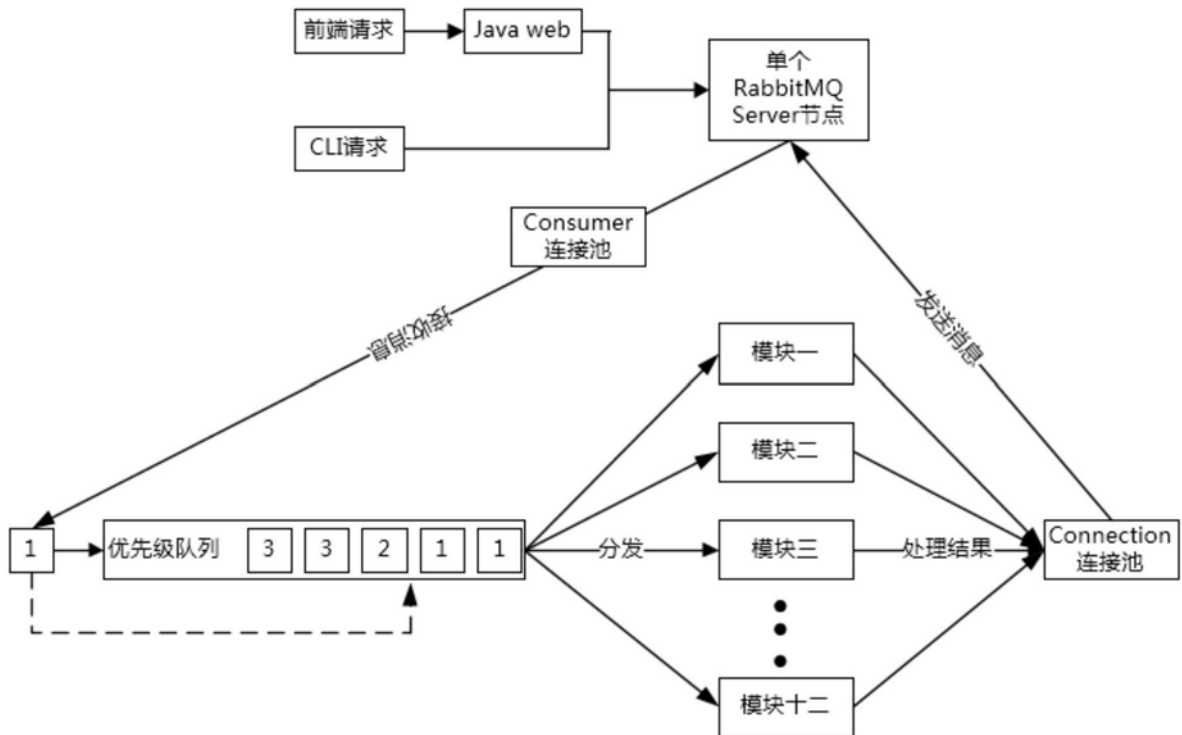 前端请求
Java web
单个
RabbitMQ
Server节点
CLI请求
Consumer
连接池
接收消息
发送消息
模块一
模块二
1
优先级队列 3 3 2 1 1
分发
模块三
处理结果
Connection
连接池
模块十二